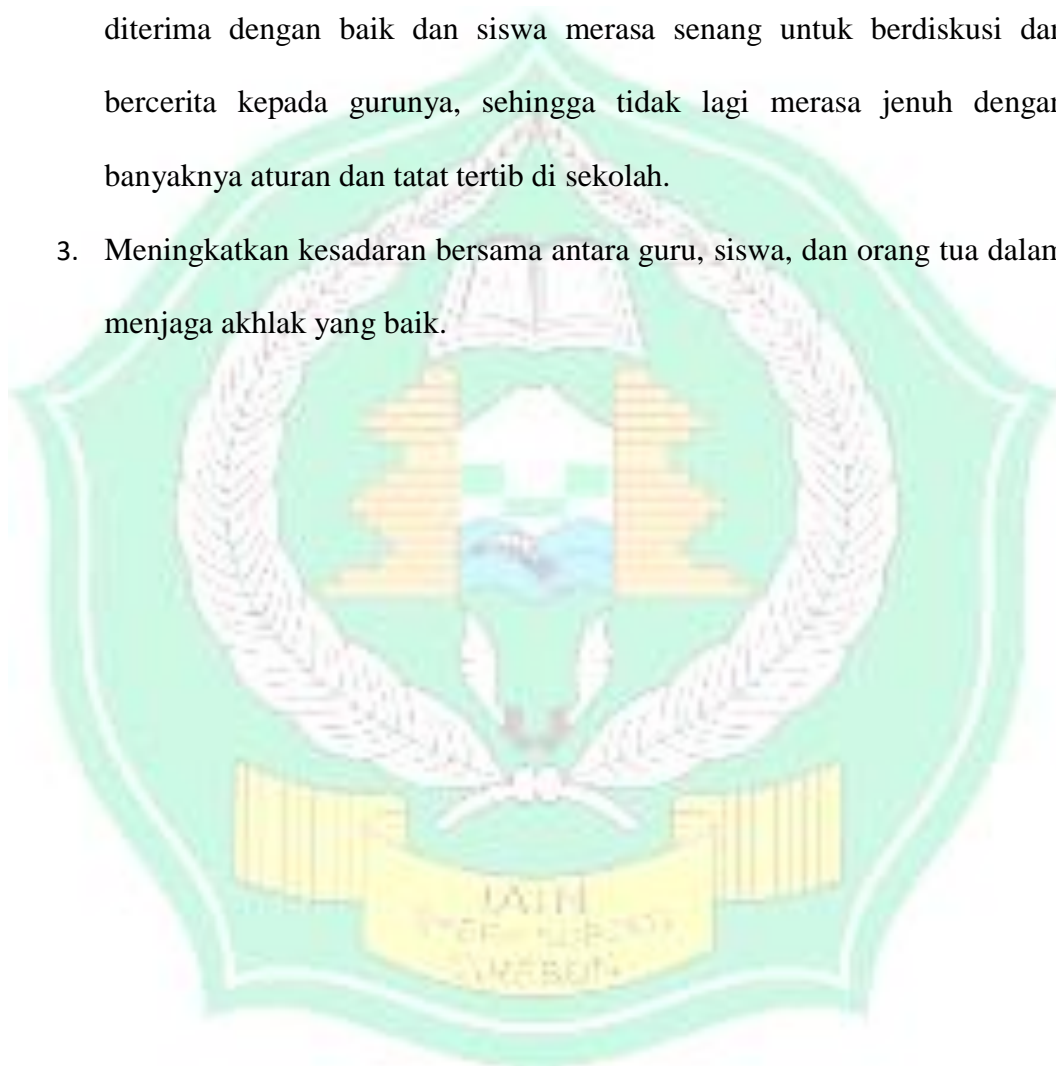 diterima dengan baik dan siswa merasa senang untuk berdiskusi dan
bercerita kepada gurunya, sehingga tidak lagi merasa jenuh dengan
banyaknya aturan dan tatat tertib di sekolah.
3. Meningkatkan kesadaran bersama antara guru, siswa, dan orang tua dalam
menjaga akhlak yang baik.
IAIN